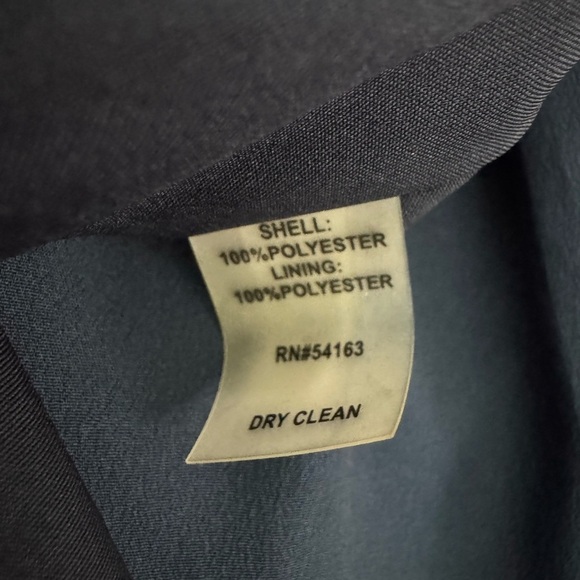 SHELL:
100%POLYESTER
LINING:
100%POLYESTER
RN#54163
DRY CLEAN